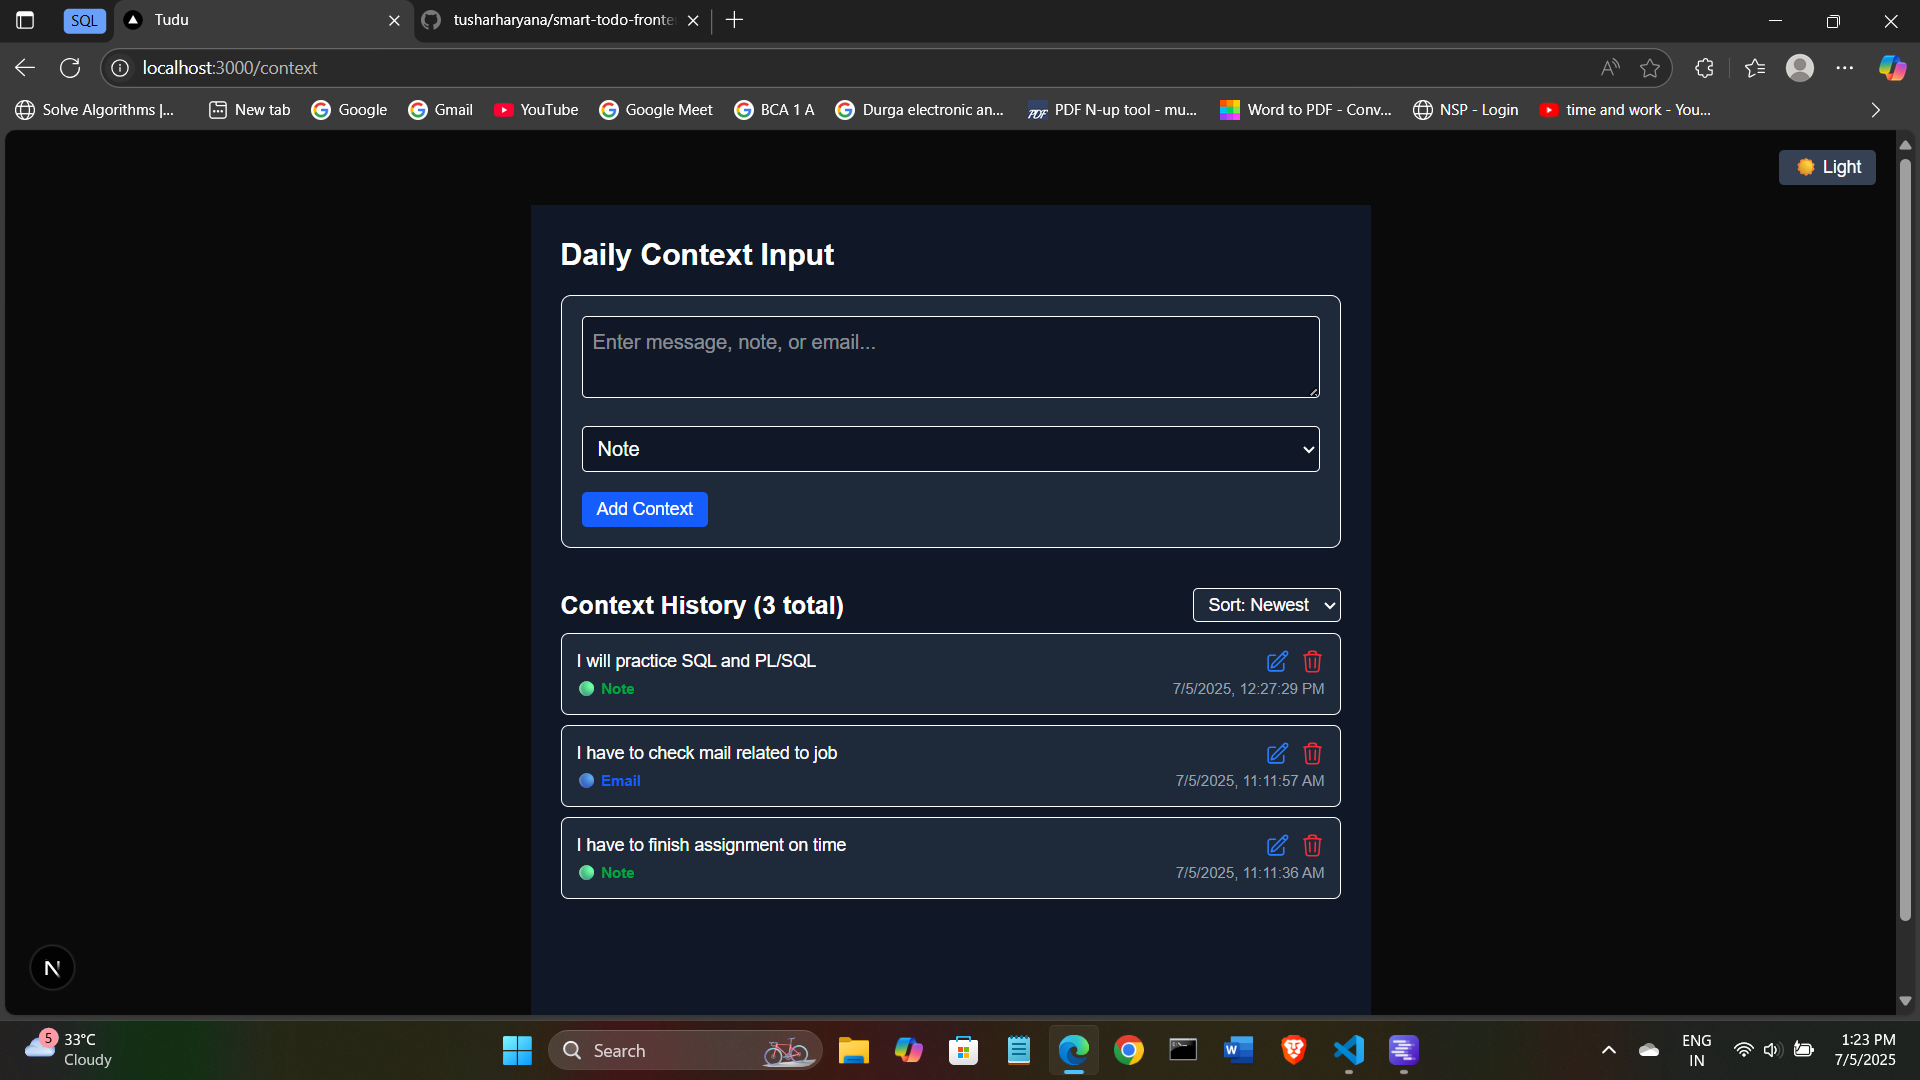 SQL
Tudu
tusharharyana/smart-todo-fronte
localhost:3000/context
Solve Algorithms |...
New tab
Google
Gmail
YouTube
Google Meet
BCA 1 A
Durga electronic an...
PDF
PDF N-up tool - mu...
Word to PDF - Conv...
NSP - Login
time and work - You...
Light
Daily Context Input
Enter message, note, or email...
Note
Add Context
Context History (3 total)
Sort: Newest
I will practice SQL and PL/SQL
Note
7/5/2025, 12:27:29 PM
I have to check mail related to job
Email
7/5/2025, 11:11:57 AM
I have to finish assignment on time
Note
7/5/2025, 11:11:36 AM
N
5
33°C
Cloudy
Search
W
ENG
IN
1:23 PM
7/5/2025